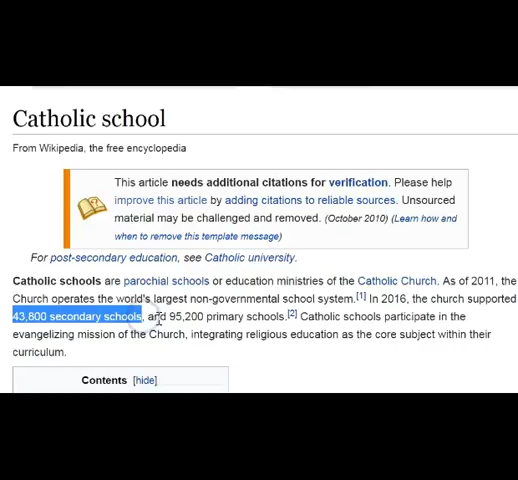 Catholic school
From Wikipedia, the free encyclopedia
This article needs additional citations for verification. Please help
improve this article by adding citations to reliable sources. Unsourced
material may be challenged and removed. (October 2010) (Learn how and
when to remove this template message)
For post-secondary education, see Catholic university.
Catholic schools are parochial schools or education ministries of the Catholic Church. As of 2011, the
Church operates the world's largest non-governmental school system.[1] In 2016, the church supported
43,800 secondary schools, and 95,200 primary schools.[2] Catholic schools participate in the
evangelizing mission of the Church, integrating religious education as the core subject within their
curriculum.
Contents [hide]